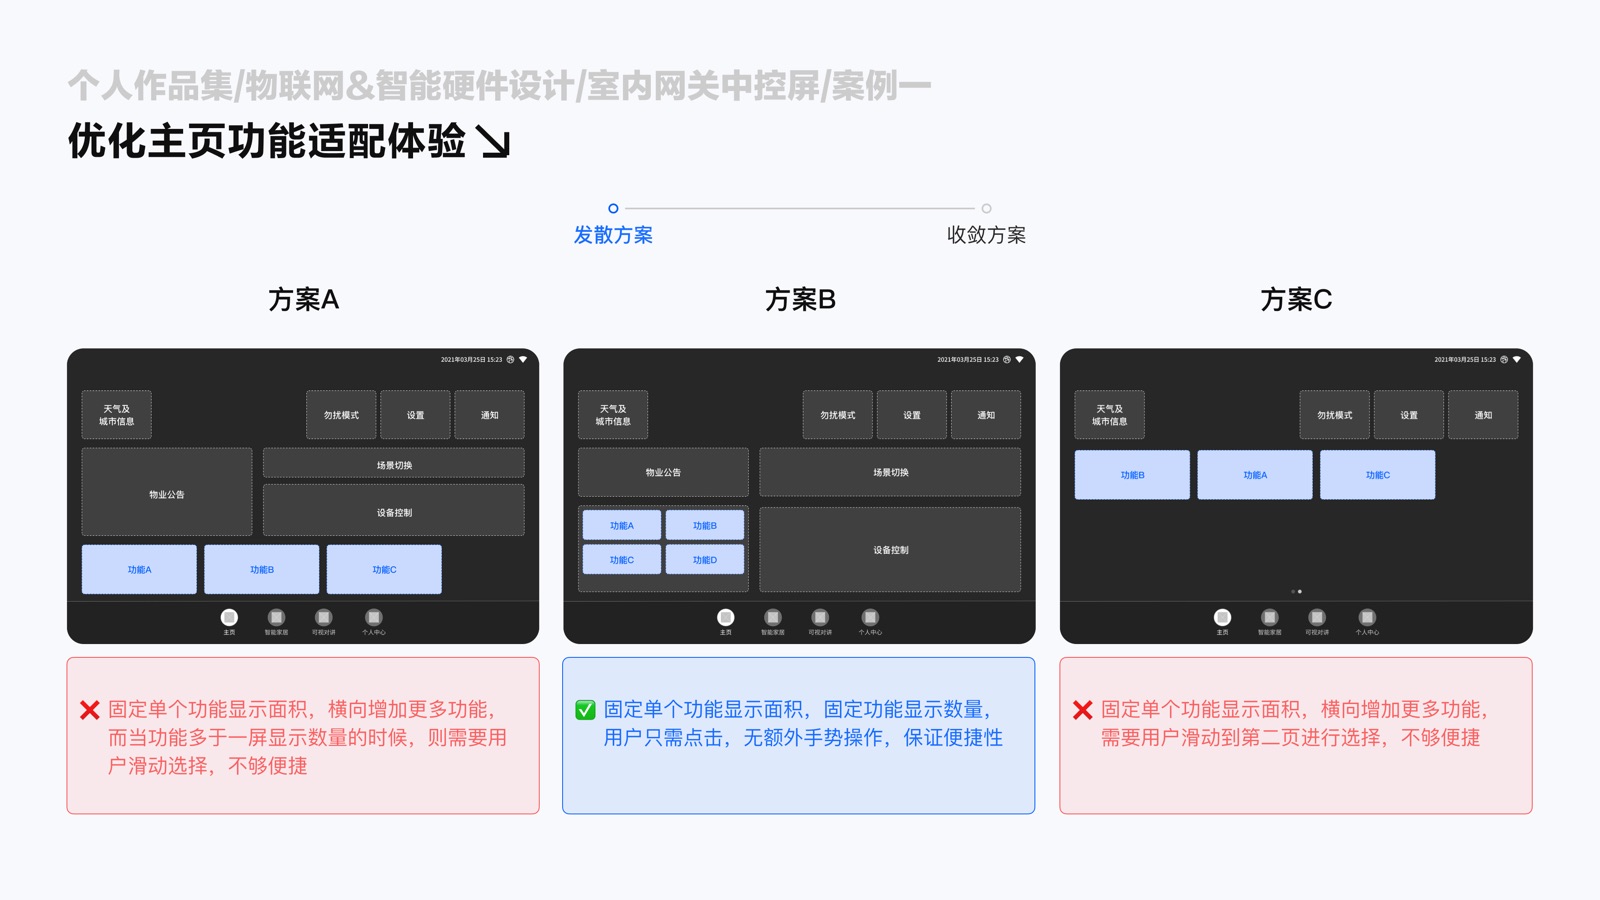 个人作品集/物联网&智能硬件设计/室内网关中控屏/案例一
优化主页功能适配体验
发散方案
收敛方案
方案A
方案B
方案C
2021年03月25日 15:23
天气及
城市信息
勿扰模式
设置
通知
物业公告
场景切换
设备控制
功能A
功能B
功能C
主页
智能家居
可视对讲
个人中心
2021年03月25日 15:23
天气及
城市信息
勿扰模式
设置
通知
物业公告
场景切换
功能A
功能B
功能C
功能D
设备控制
主页
智能家居
可视对讲
个人中心
2021年03月25日 15:23
天气及
城市信息
勿扰模式
设置
通知
功能B
功能A
功能C
主页
智能家居
可视对讲
个人中心
固定单个功能显示面积，横向增加更多功能，
而当功能多于一屏显示数量的时候，则需要用
户滑动选择，不够便捷
固定单个功能显示面积，固定功能显示数量，
用户只需点击，无额外手势操作，保证便捷性
固定单个功能显示面积，横向增加更多功能，
需要用户滑动到第二页进行选择，不够便捷